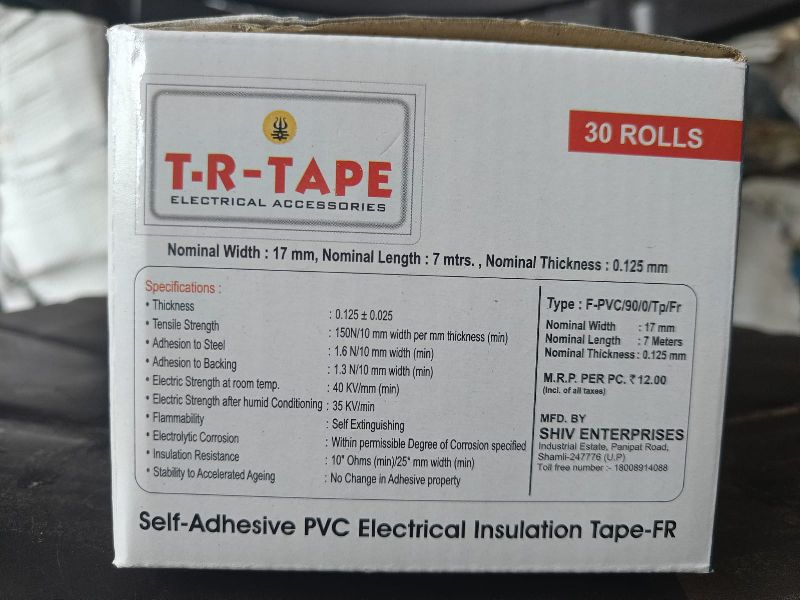 30 ROLLS
T.R-TAPE
ELECTRICAL ACCESSORIES
Nominal Width : 17 mm, Nominal Length : 7 mtrs. , Nominal Thickness : 0.125 mm
Specifications :
• Thickness : 0.125 ± 0.025
• Tensile Strength : 150N/10 mm width per mm thickness (min)
• Adhesion to Steel : 1.6 N/10 mm width (min)
• Adhesion to Backing : 1.3 N/10 mm width (min)
• Electric Strength at room temp. : 40 KV/mm (min)
• Electric Strength after humid Conditioning : 35 KV/min
• Flammability : Self Extinguishing
• Electrolytic Corrosion : Within permissible Degree of Corrosion specified
• Insulation Resistance : 10" Ohms (min)/25" mm width (min)
• Stability to Accelerated Ageing : No Change in Adhesive property
Type : F-PVC/90/0/Tp/Fr
Nominal Width : 17 mm
Nominal Length : 7 Meters
Nominal Thickness : 0.125 mm
M.R.P. PER PC. ₹ 12.00
(Incl. of all taxes)
MFD. BY
SHIV ENTERPRISES
Industrial Estate, Panipat Road,
Shamli-247776 (U.P)
Toll free number :- 18008914088
Self-Adhesive PVC Electrical Insulation Tape-FR